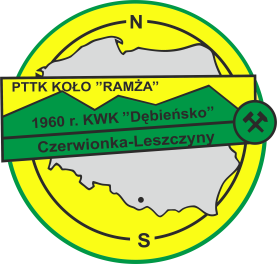 N
PTTK KOŁO ”RAMŻA”
1960 r. KWK ”Dębieńsko”
Czerwionka-Leszczyny
S